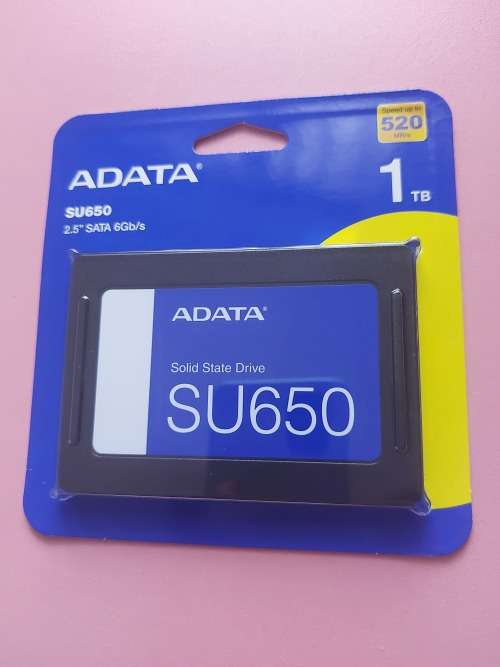 Speed up to
520
MB/s
ADATA®
1 TB
SU650
2.5" SATA 6Gb/s
ADATA®
Solid State Drive
SU650